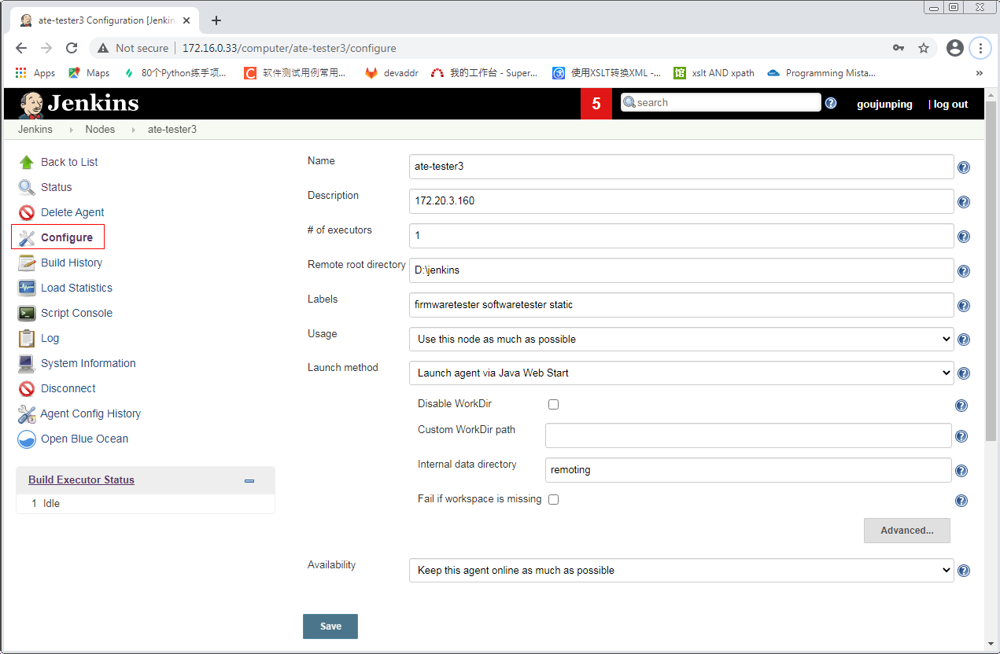 ate-tester3 Configuration [Jenkin
Not secure 172.16.0.33/computer/ate-tester3/configure
Apps Maps 80个Python练手项... 软件测试用例常用... devaddr 我的工作台 - Super... 使用XSLT转换XML -... xslt AND xpath Programming Mista... »
Jenkins 5 search goujunping | log out
Jenkins Nodes ate-tester3
Back to List
Status
Delete Agent
Configure
Build History
Load Statistics
Script Console
Log
System Information
Disconnect
Agent Config History
Open Blue Ocean
Build Executor Status
1 Idle
Name ate-tester3
Description 172.20.3.160
# of executors 1
Remote root directory D:\jenkins
Labels firmwaretester softwaretester static
Usage Use this node as much as possible
Launch method Launch agent via Java Web Start
Disable WorkDir
Custom WorkDir path
Internal data directory remoting
Fail if workspace is missing
Advanced...
Availability Keep this agent online as much as possible
Save